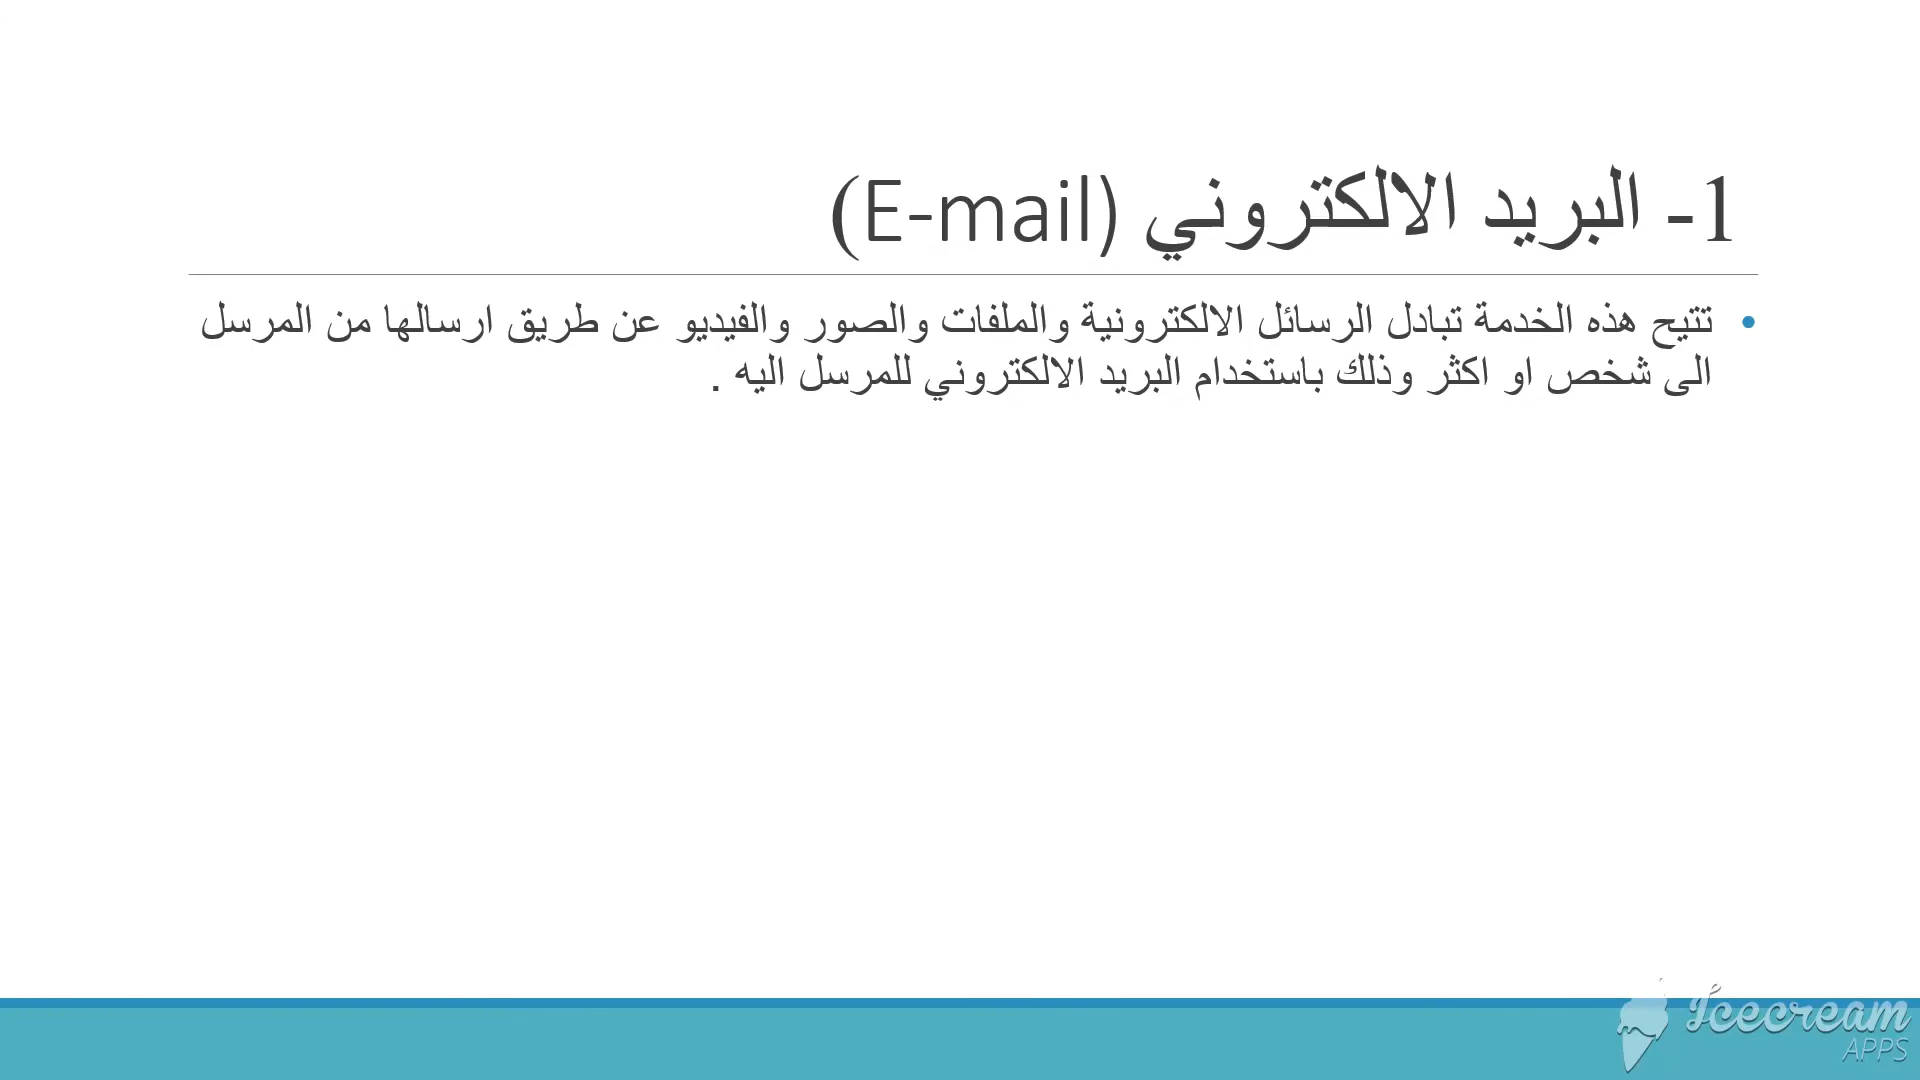 1- البريد الالكتروني (E-mail)
• تتيح هذه الخدمة تبادل الرسائل الالكترونية والملفات والصور والفيديو عن طريق ارسالها من المرسل
الى شخص او اكثر وذلك باستخدام البريد الالكتروني للمرسل اليه .
Icecream
APPS